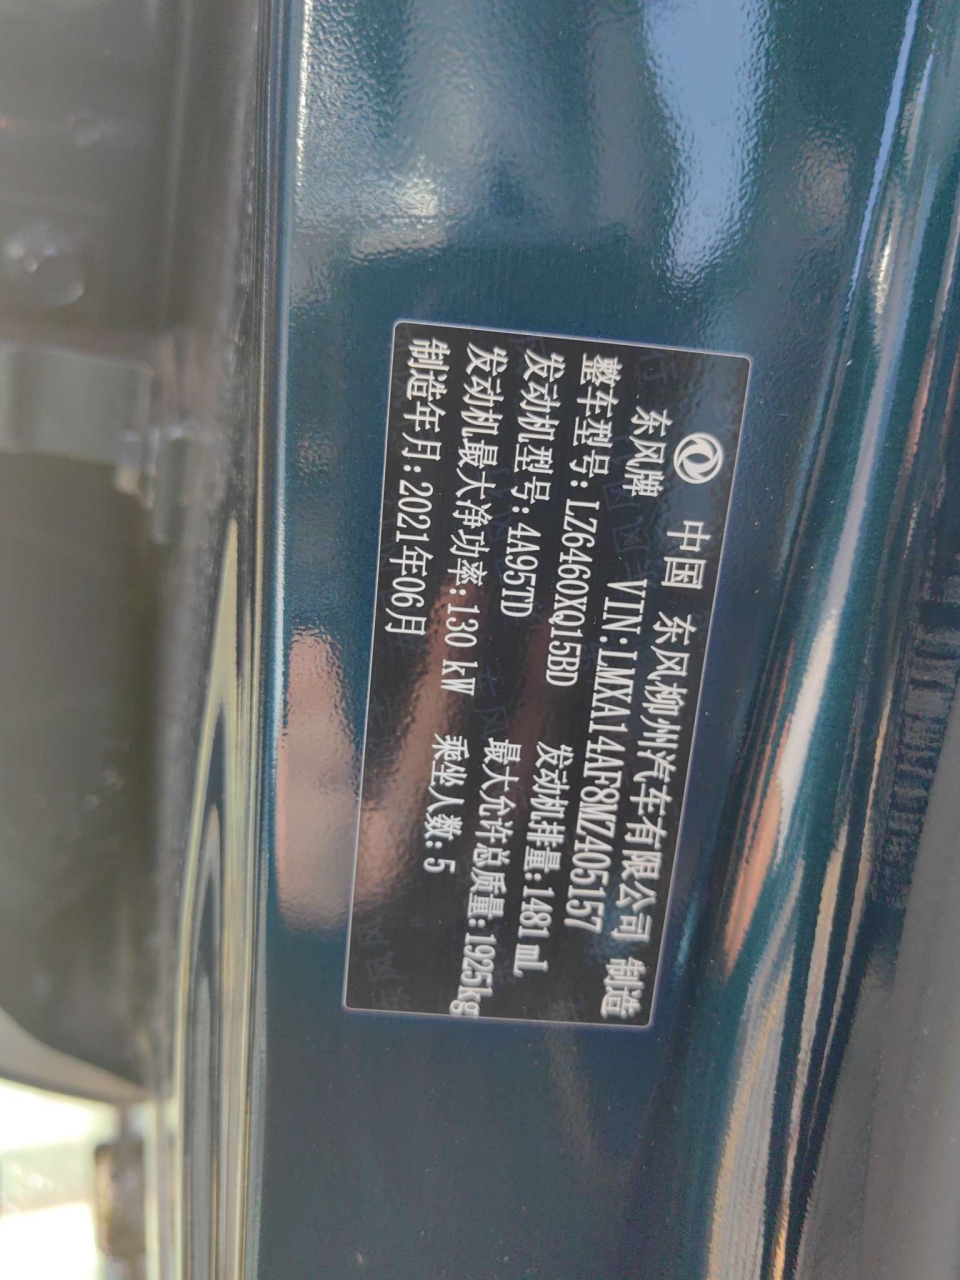 中国 东风柳州汽车有限公司 制造
东风牌 VIN:LMXA14AF8MZ405157
整车型号:LZ6460XQ15BD 发动机排量:1481 mL
发动机型号:4A95TD 最大允许总质量:1925kg
发动机最大净功率:130 kW 乘坐人数:5
制造年月:2021年06月